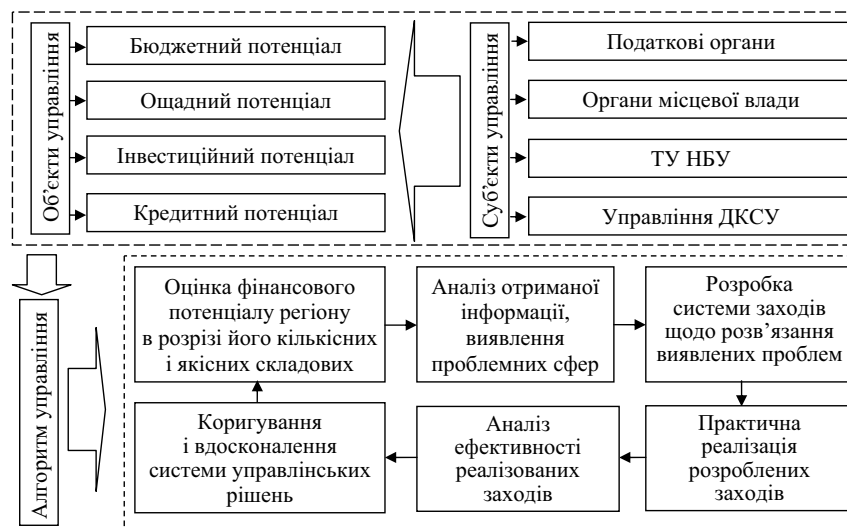 Об’єкти управління
Бюджетний потенціал
Ощадний потенціал
Інвестиційний потенціал
Кредитний потенціал
Суб’єкти управління
Податкові органи
Органи місцевої влади
ТУ НБУ
Управління ДКСУ
Алгоритм управління
Оцінка фінансового
потенціалу регіону
в розрізі його кількісних
і якісних складових
Аналіз отриманої
інформації,
виявлення
проблемних сфер
Розробка
системи заходів
щодо розв’язання
виявлених проблем
Практична
реалізація
розроблених
заходів
Аналіз
ефективності
реалізованих
заходів
Коригування
і вдосконалення
системи управлінських
рішень